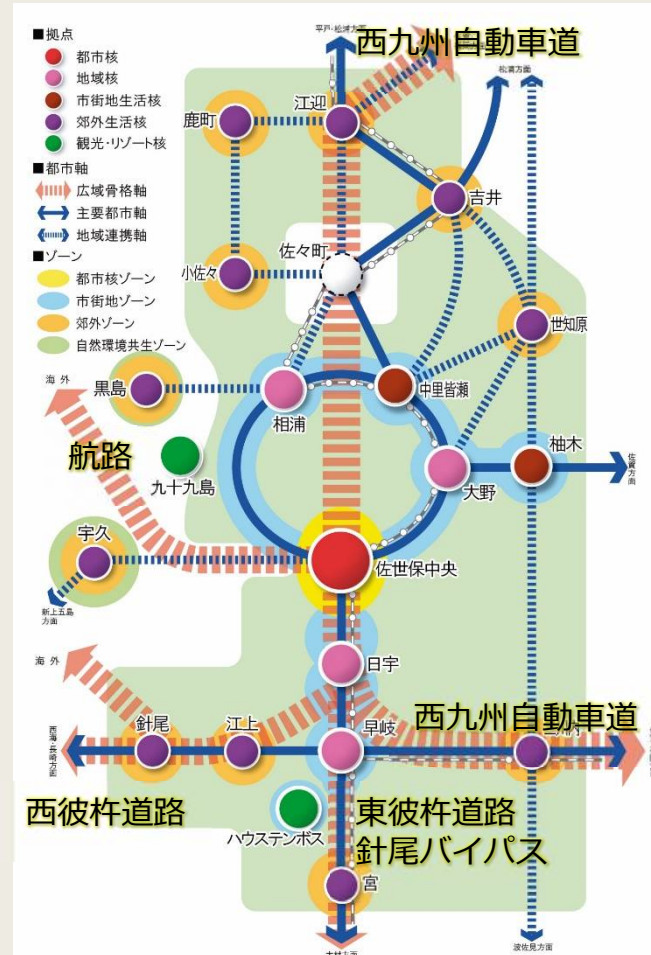 ■拠点
都市核
地域核
市街地生活核
郊外生活核
観光・リゾート核
■都市軸
広域骨格軸
主要都市軸
地域連携軸
■ゾーン
都市核ゾーン
市街地ゾーン
郊外ゾーン
自然環境共生ゾーン
平戸・松浦方面
西九州自動車道
松浦方面
江迎
鹿町
吉井
佐々町
小佐々
世知原
海外
黒島
相浦
中里皆瀬
柚木
航路
九十九島
大野
佐賀方面
宇久
佐世保中央
新上五島
方面
日宇
海外
針尾
江上
早岐
西九州自動車道
西海・長崎方面
西彼杵道路
東彼杵道路
針尾バイパス
ハウステンボス
宮
波佐見方面